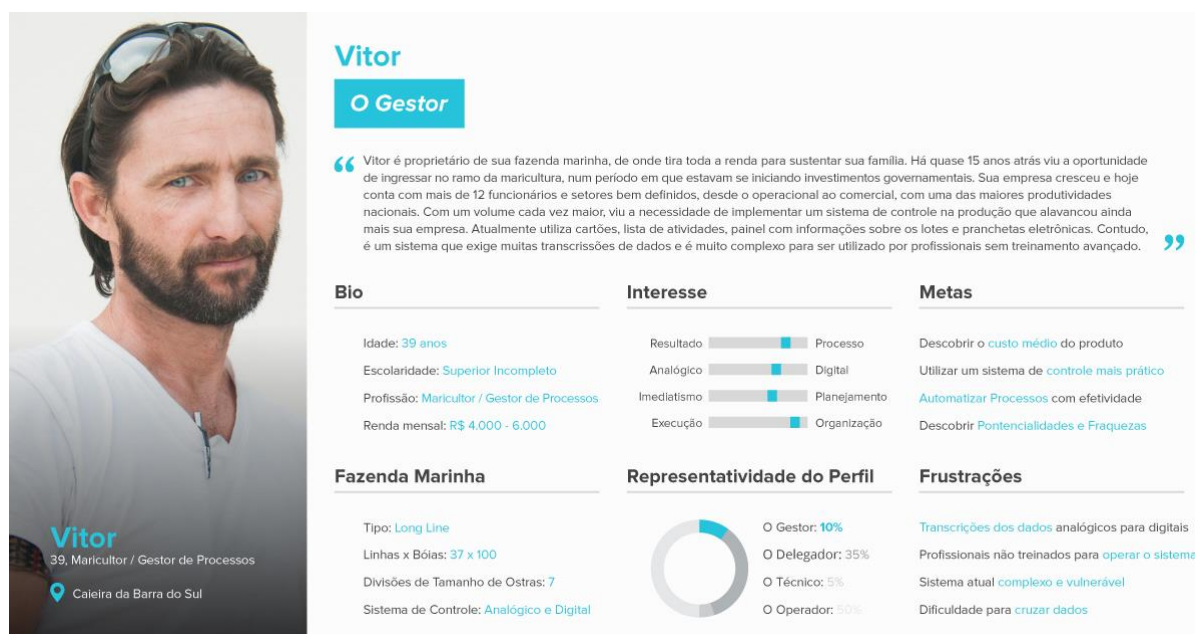 Vitor
O Gestor
“ Vitor é proprietário de sua fazenda marinha, de onde tira toda a renda para sustentar sua família. Há quase 15 anos atrás viu a oportunidade
de ingressar no ramo da maricultura, num período em que estavam se iniciando investimentos governamentais. Sua empresa cresceu e hoje
conta com mais de 12 funcionários e setores bem definidos, desde o operacional ao comercial, com uma das maiores produtividades
nacionais. Com um volume cada vez maior, viu a necessidade de implementar um sistema de controle na produção que alavancou ainda
mais sua empresa. Atualmente utiliza cartões, lista de atividades, painel com informações sobre os lotes e pranchetas eletrônicas. Contudo,
é um sistema que exige muitas transcrissões de dados e é muito complexo para ser utilizado por profissionais sem treinamento avançado. ”
Bio
Idade: 39 anos
Escolaridade: Superior Incompleto
Profissão: Maricultor / Gestor de Processos
Renda mensal: R$ 4.000 - 6.000
Interesse
Resultado Processo
Analógico Digital
Imediatismo Planejamento
Execução Organização
Metas
Descobrir o custo médio do produto
Utilizar um sistema de controle mais prático
Automatizar Processos com efetividade
Descobrir Pontencialidades e Fraquezas
Fazenda Marinha
Tipo: Long Line
Linhas x Bóias: 37 x 100
Divisões de Tamanho de Ostras: 7
Sistema de Controle: Analógico e Digital
Representatividade do Perfil
O Gestor: 10%
O Delegador: 35%
O Técnico: 5%
O Operador: 50%
Frustrações
Transcrições dos dados analógicos para digitais
Profissionais não treinados para operar o sistema
Sistema atual complexo e vulnerável
Dificuldade para cruzar dados
Vitor
39, Maricultor / Gestor de Processos
Caieira da Barra do Sul